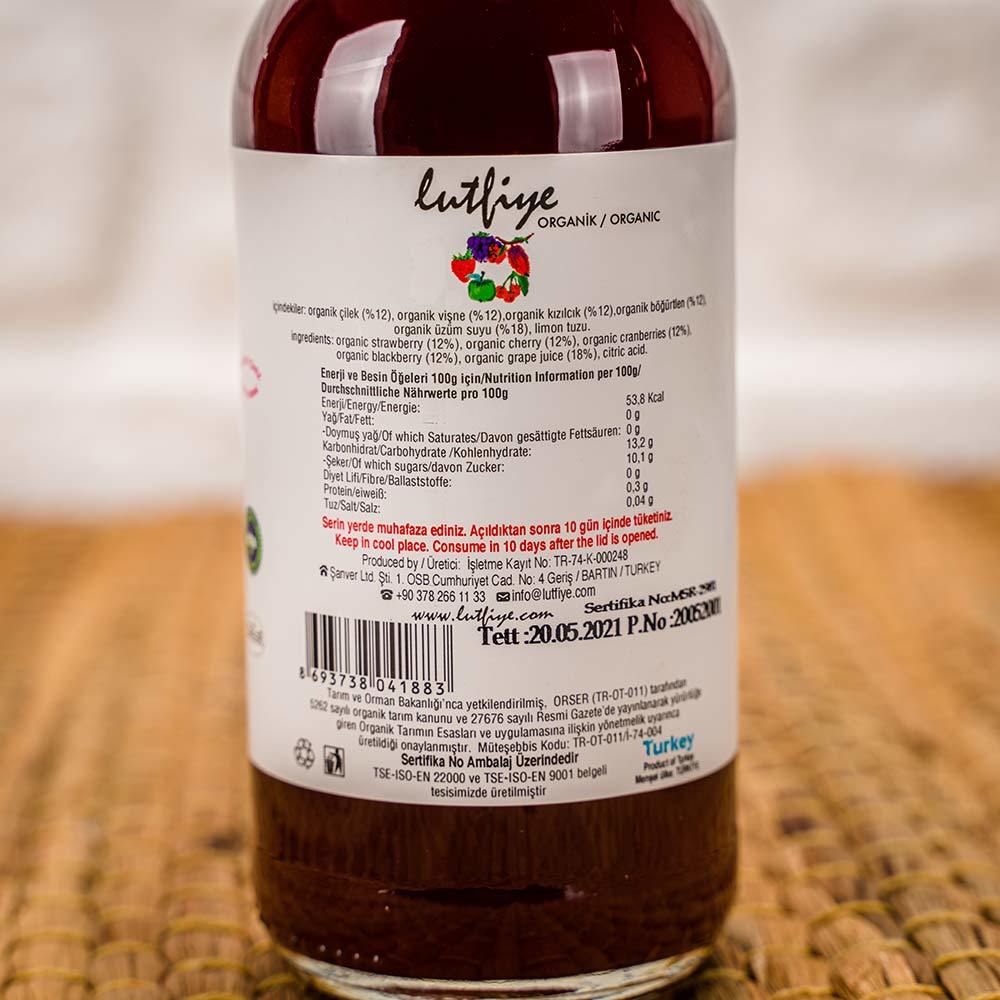 lutfiye
ORGANİK / ORGANIC
içindekiler: organik çilek (%12), organik vişne (%12),organik kızılcık (%12),organik böğürtlen (%12),
organik üzüm suyu (%18), limon tuzu.
ingredients: organic strawberry (12%), organic cherry (12%), organic cranberries (12%),
organic blackberry (12%), organic grape juice (18%), citric acid.
Enerji ve Besin Öğeleri 100g için/Nutrition Information per 100g/
Durchschnittliche Nährwerte pro 100g
Enerji/Energy/Energie: 53,8 Kcal
Yağ/Fat/Fett: 0 g
-Doymuş yağ/Of which Saturates/Davon gesättigte Fettsäuren: 0 g
Karbonhidrat/Carbohydrate /Kohlenhydrate: 13,2 g
-Şeker/Of which sugars/davon Zucker: 10,1 g
Diyet Lifi/Fibre/Ballaststoffe: 0 g
Protein/eiweiß: 0,3 g
Tuz/Salt/Salz: 0,04 g
Serin yerde muhafaza ediniz. Açıldıktan sonra 10 gün içinde tüketiniz.
Keep in cool place. Consume in 10 days after the lid is opened.
Produced by / Üretici: İşletme Kayıt No: TR-74-K-000248
Şanver Ltd. Şti. 1. OSB Cumhuriyet Cad. No: 4 Geriş / BARTIN / TURKEY
+90 378 266 11 33 info@lutfiye.com
www.lutfiye.com
Sertifika No:MSR-
Tett :20.05.2021 P.No :20052001
8 693738 041883
Tarım ve Orman Bakanlığı'nca yetkilendirilmiş, ORSER (TR-OT-011) tarafından
5262 sayılı organik tarım kanunu ve 27676 sayılı Resmi Gazete'de yayınlanarak yürürlüğe
giren Organik Tarımın Esasları ve uygulamasına ilişkin yönetmelik uyarınca
üretildiği onaylanmıştır. Müteşebbis Kodu: TR-OT-011/İ-74-004
Sertifika No Ambalaj Üzerindedir
TSE-ISO-EN 22000 ve TSE-ISO-EN 9001 belgeli
tesisimizde üretilmiştir
Turkey
Product of Turkey
Menşei ülke: TÜRKİYE